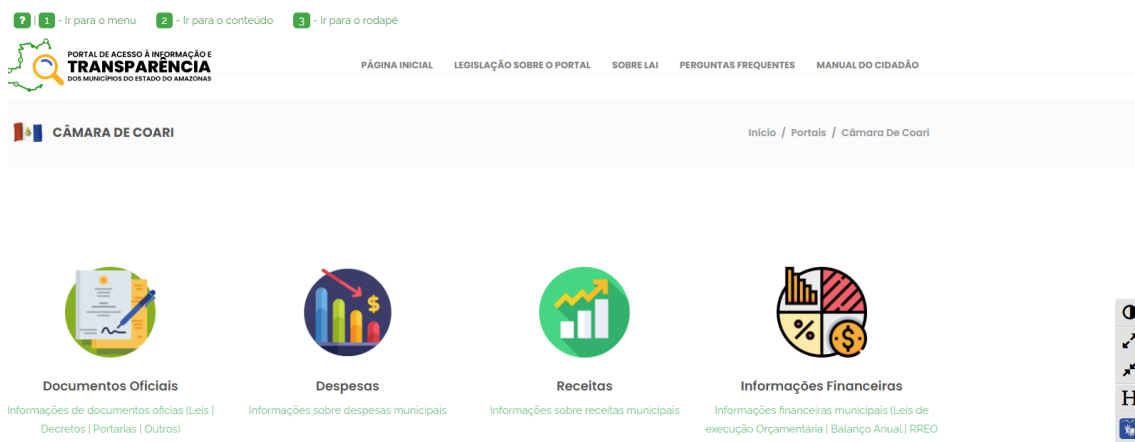 ? | 1 - Ir para o menu 2 - Ir para o conteúdo 3 - Ir para o rodapé
PORTAL DE ACESSO À INFORMAÇÃO E
TRANSPARÊNCIA
DOS MUNICÍPIOS DO ESTADO DO AMAZONAS
PÁGINA INICIAL LEGISLAÇÃO SOBRE O PORTAL SOBRE LAI PERGUNTAS FREQUENTES MANUAL DO CIDADÃO
CÂMARA DE COARI
Início / Portais / Câmara De Coari
Documentos Oficiais
Informações de documentos oficias (Leis |
Decretos | Portarias | Outros)
$
Despesas
Informações sobre despesas municipais
Receitas
Informações sobre receitas municipais
% $
Informações Financeiras
Informações financeiras municipais (Leis de
execução Orçamentária | Balanço Anual | RREO
H